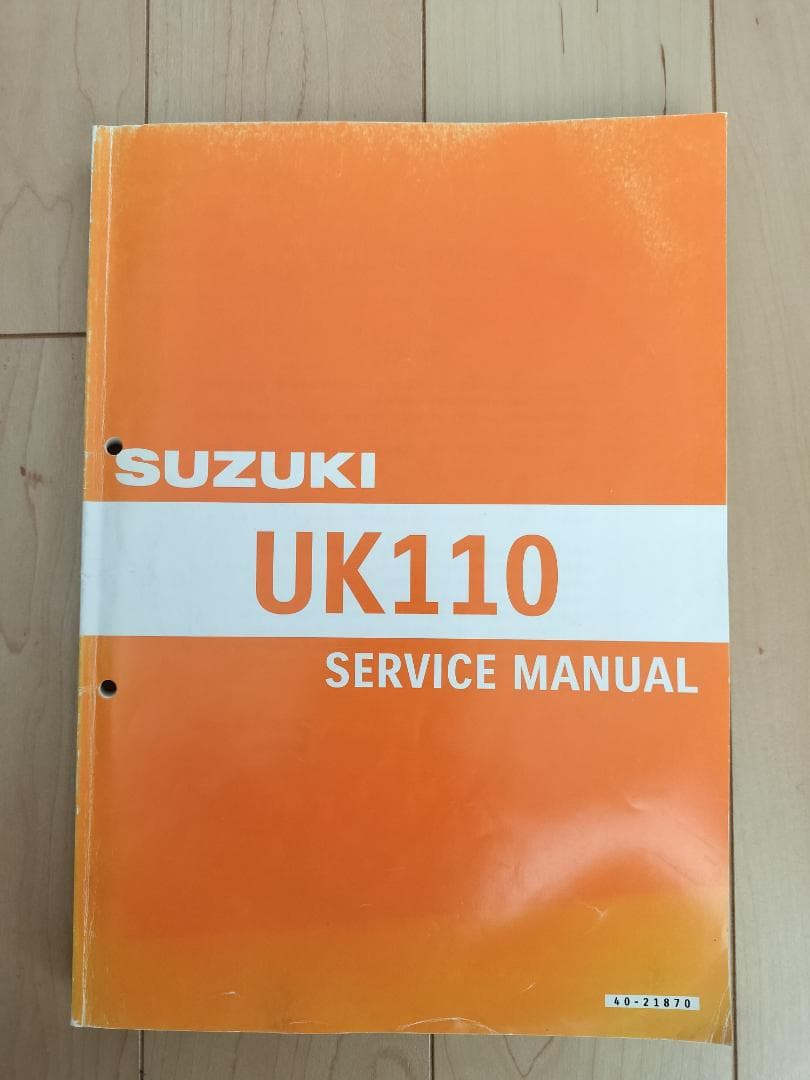 SUZUKI
UK110
SERVICE MANUAL
40-21870